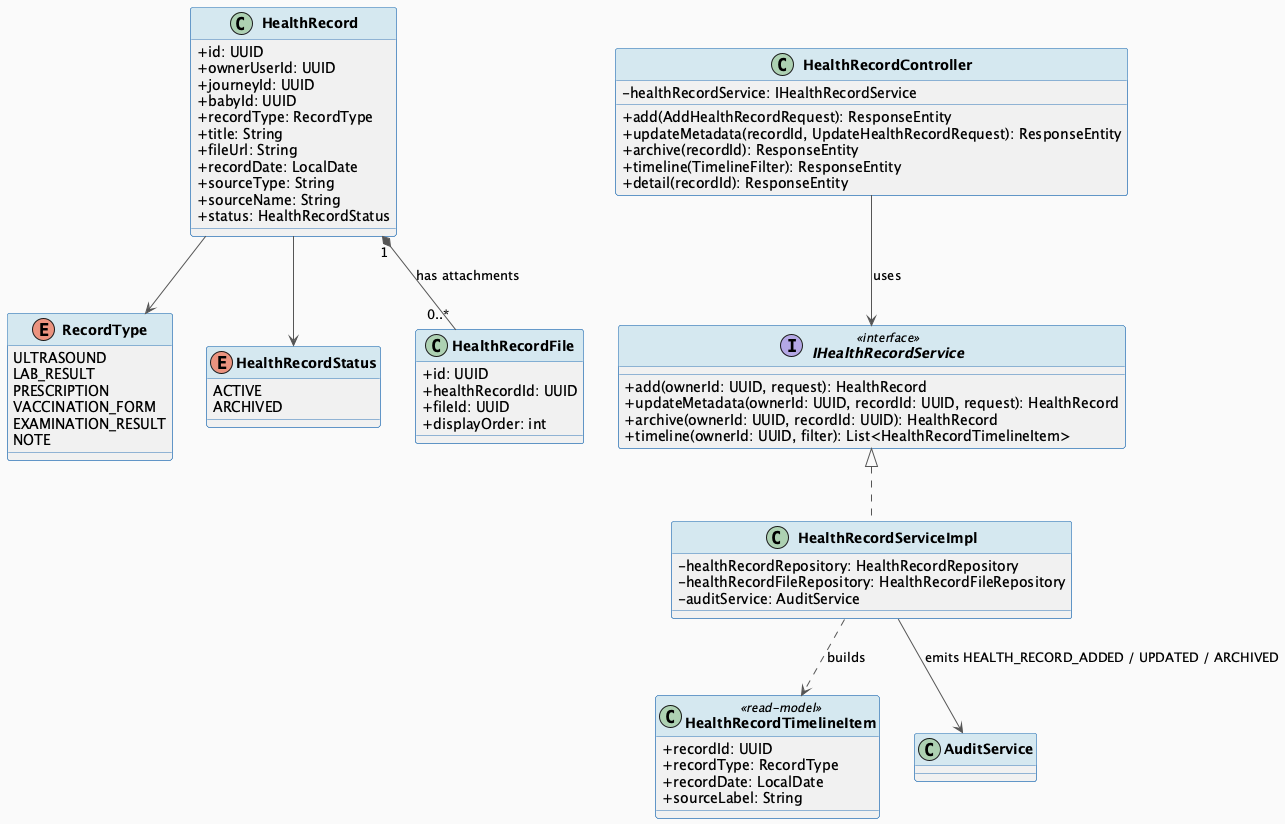 C HealthRecord
+id: UUID
+ownerUserId: UUID
+journeyId: UUID
+babyId: UUID
+recordType: RecordType
+title: String
+fileUrl: String
+recordDate: LocalDate
+sourceType: String
+sourceName: String
+status: HealthRecordStatus
C HealthRecordController
-healthRecordService: IHealthRecordService
+add(AddHealthRecordRequest): ResponseEntity
+updateMetadata(recordId, UpdateHealthRecordRequest): ResponseEntity
+archive(recordId): ResponseEntity
+timeline(TimelineFilter): ResponseEntity
+detail(recordId): ResponseEntity
1
has attachments
0..*
uses
E RecordType
ULTRASOUND
LAB_RESULT
PRESCRIPTION
VACCINATION_FORM
EXAMINATION_RESULT
NOTE
E HealthRecordStatus
ACTIVE
ARCHIVED
C HealthRecordFile
+id: UUID
+healthRecordId: UUID
+fileId: UUID
+displayOrder: int
I «interface»
IHealthRecordService
+add(ownerId: UUID, request): HealthRecord
+updateMetadata(ownerId: UUID, recordId: UUID, request): HealthRecord
+archive(ownerId: UUID, recordId: UUID): HealthRecord
+timeline(ownerId: UUID, filter): List<HealthRecordTimelineItem>
C HealthRecordServiceImpl
-healthRecordRepository: HealthRecordRepository
-healthRecordFileRepository: HealthRecordFileRepository
-auditService: AuditService
builds
emits HEALTH_RECORD_ADDED / UPDATED / ARCHIVED
C «read-model»
HealthRecordTimelineItem
+recordId: UUID
+recordType: RecordType
+recordDate: LocalDate
+sourceLabel: String
C AuditService